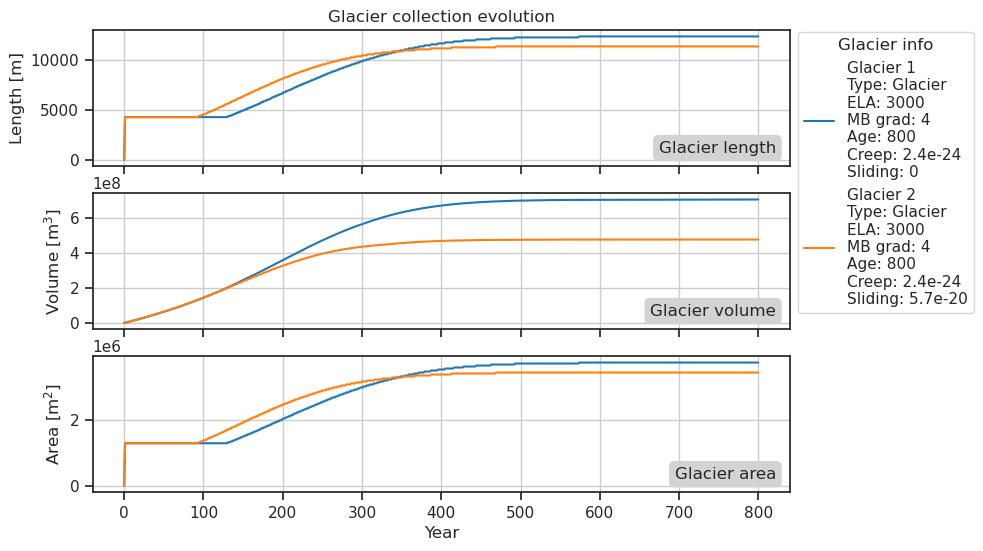 Glacier collection evolution
Length [m]
10000
5000
0
Glacier length
1e8
Volume [m³]
6
4
2
0
Glacier volume
1e6
Area [m²]
2
0
Glacier area
0 100 200 300 400 500 600 700 800
Year
Glacier info
Glacier 1
Type: Glacier
ELA: 3000
MB grad: 4
Age: 800
Creep: 2.4e-24
Sliding: 0
Glacier 2
Type: Glacier
ELA: 3000
MB grad: 4
Age: 800
Creep: 2.4e-24
Sliding: 5.7e-20